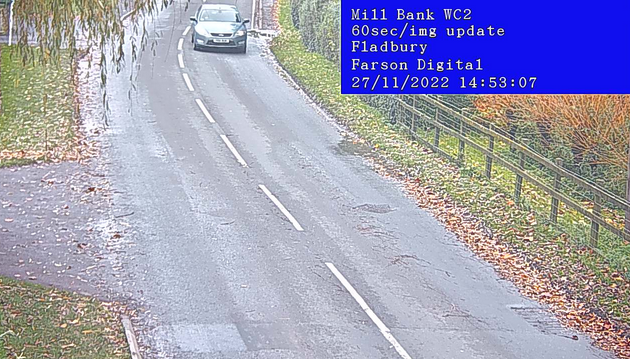 Mill Bank WC2
60sec/img update
Fladbury
Farson Digital
27/11/2022 14:53:07